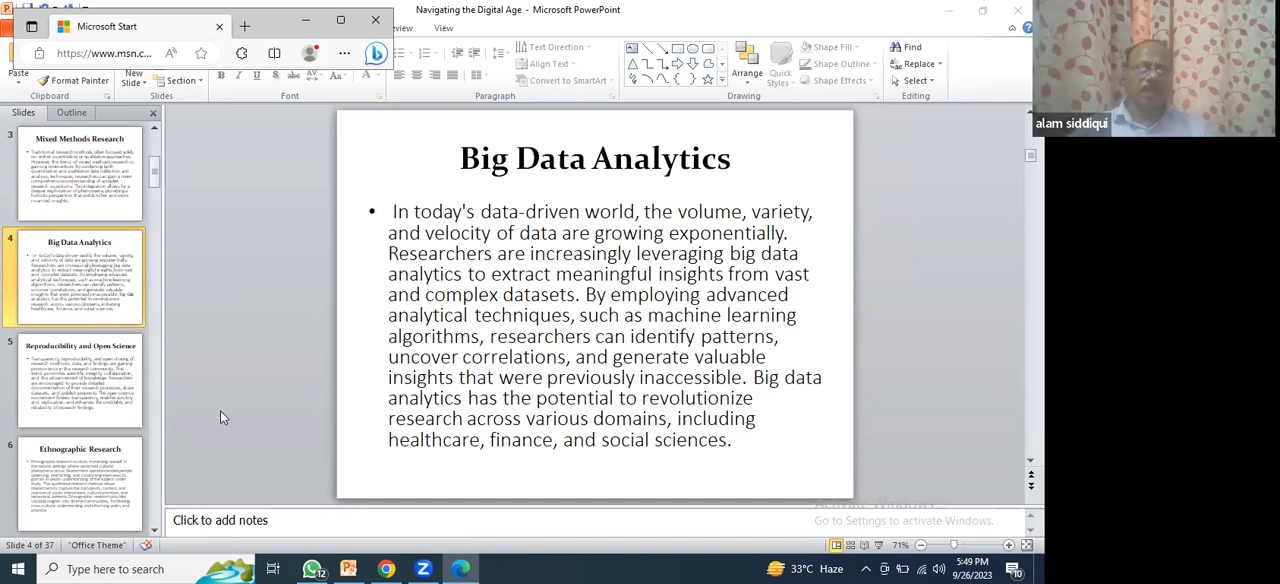 Navigating the Digital Age - Microsoft PowerPoint
Microsoft Start
https://www.msn.c...
View
Paste
Format Painter
Clipboard
New
Slide
Section
Slides
Font
Text Direction
Align Text
Convert to SmartArt
Paragraph
Arrange
Quick
Styles
Shape Fill
Shape Outline
Shape Effects
Drawing
Find
Replace
Select
Editing
alam siddiqui
Slides
Outline
3
Mixed Methods Research
4
Big Data Analytics
5
Reproducibility and Open Science
6
Ethnographic Research
Big Data Analytics
• In today's data-driven world, the volume, variety,
and velocity of data are growing exponentially.
Researchers are increasingly leveraging big data
analytics to extract meaningful insights from vast
and complex datasets. By employing advanced
analytical techniques, such as machine learning
algorithms, researchers can identify patterns,
uncover correlations, and generate valuable
insights that were previously inaccessible. Big data
analytics has the potential to revolutionize
research across various domains, including
healthcare, finance, and social sciences.
Click to add notes
Activate Windows
Go to Settings to activate Windows.
Slide 4 of 37
"Office Theme"
71%
Type here to search
12
33°C Haze
5:49 PM
9/26/2023
10